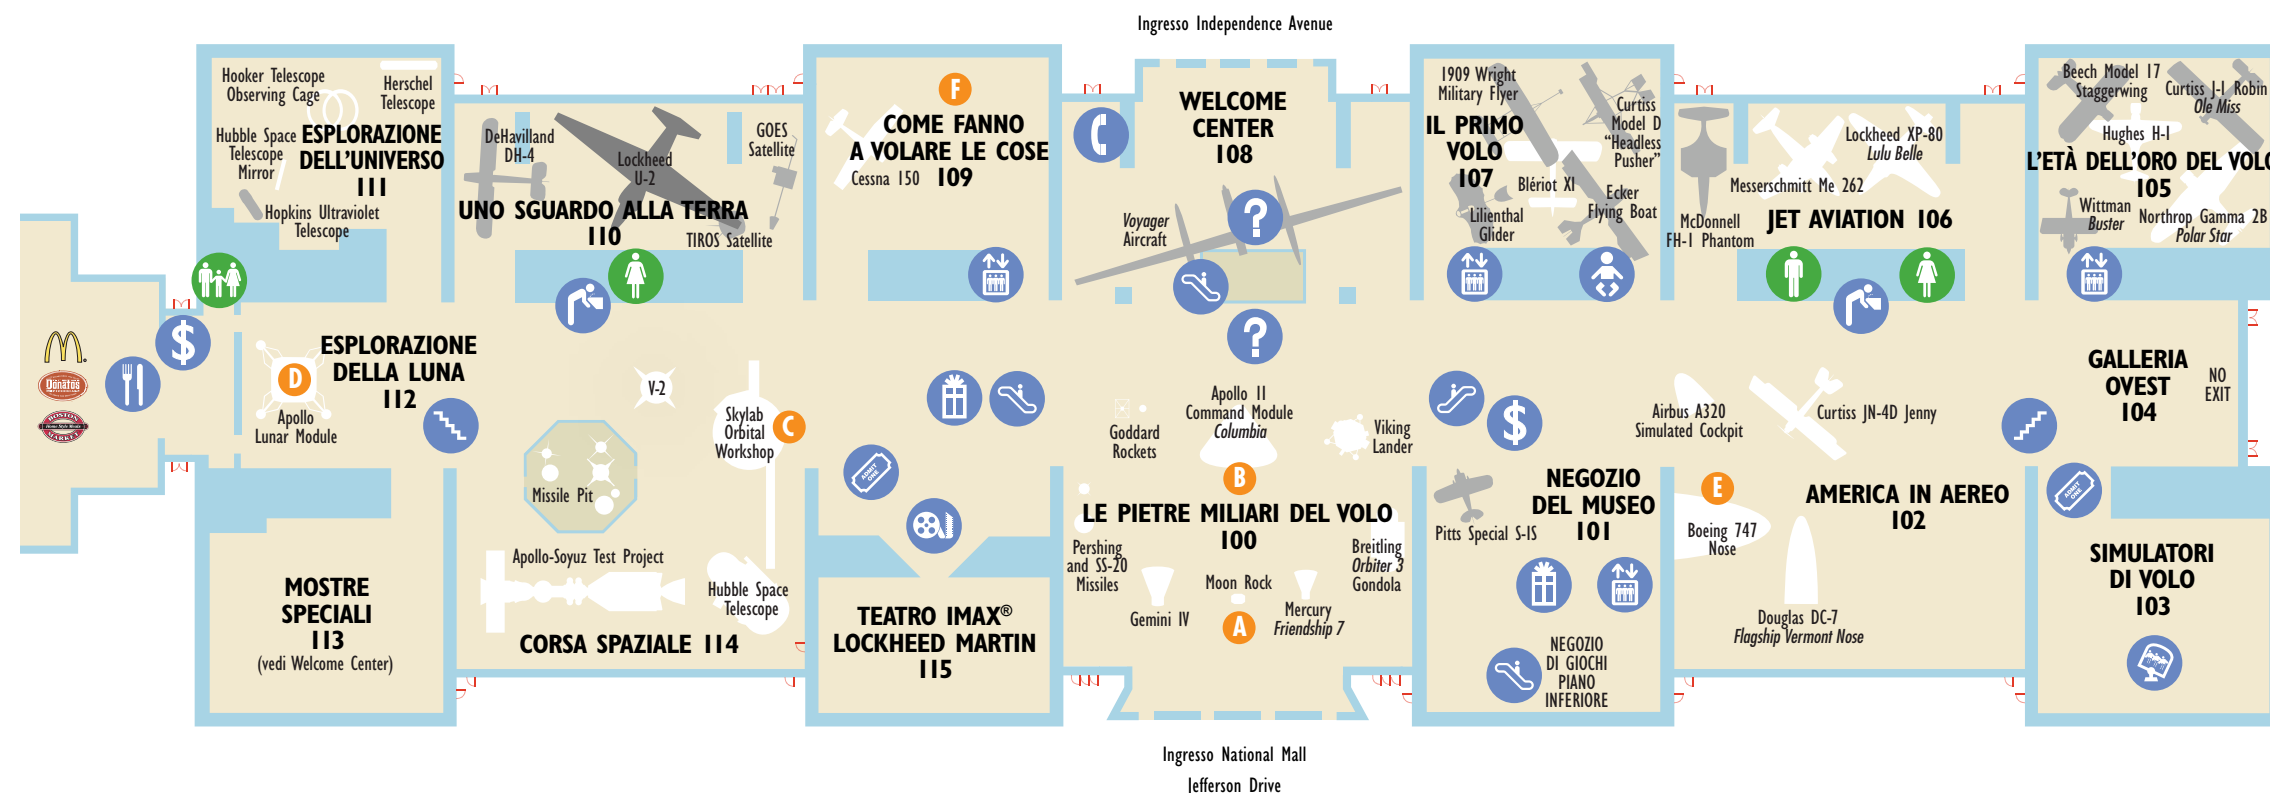 Ingresso Independence Avenue
Hooker Telescope
Observing Cage
Herschel
Telescope
Hubble Space
Telescope
Mirror
ESPLORAZIONE
DELL'UNIVERSO
111
Hopkins Ultraviolet
Telescope
DeHavilland
DH-4
Lockheed
U-2
GOES
Satellite
UNO SGUARDO ALLA TERRA
110
TIROS Satellite
F
COME FANNO
A VOLARE LE COSE
109
Cessna 150
WELCOME
CENTER
108
Voyager
Aircraft
?
?
1909 Wright
Military Flyer
Curtiss
Model D
“Headless
Pusher”
IL PRIMO
VOLO
107
Blériot XI
Ecker
Flying Boat
Lilienthal
Glider
McDonnell
FH-1 Phantom
Lockheed XP-80
Lulu Belle
Messerschmitt Me 262
JET AVIATION 106
Beech Model 17
Staggerwing
Curtiss J-1 Robin
Ole Miss
Hughes H-1
L'ETÀ DELL'ORO DEL VOLO
105
Wittman
Buster
Northrop Gamma 2B
Polar Star
$
Donatos
BOSTON
Home Style Meals
MARKET
D
Apollo
Lunar Module
ESPLORAZIONE
DELLA LUNA
112
V-2
Skylab
Orbital
Workshop
C
Missile Pit
Apollo-Soyuz Test Project
Hubble Space
Telescope
CORSA SPAZIALE 114
MOSTRE
SPECIALI
113
(vedi Welcome Center)
ADMIT
ONE
TEATRO IMAX®
LOCKHEED MARTIN
115
Goddard
Rockets
Apollo 11
Command Module
Columbia
Viking
Lander
B
LE PIETRE MILIARI DEL VOLO
100
Pershing
and SS-20
Missiles
Gemini IV
Moon Rock
A
Mercury
Friendship 7
Breitling
Orbiter 3
Gondola
$
Pitts Special S-1S
NEGOZIO
DEL MUSEO
101
NEGOZIO
DI GIOCHI
PIANO
INFERIORE
Airbus A320
Simulated Cockpit
Curtiss JN-4D Jenny
E
Boeing 747
Nose
AMERICA IN AEREO
102
Douglas DC-7
Flagship Vermont Nose
GALLERIA
OVEST
104
NO
EXIT
ADMIT
ONE
SIMULATORI
DI VOLO
103
Ingresso National Mall
Jefferson Drive